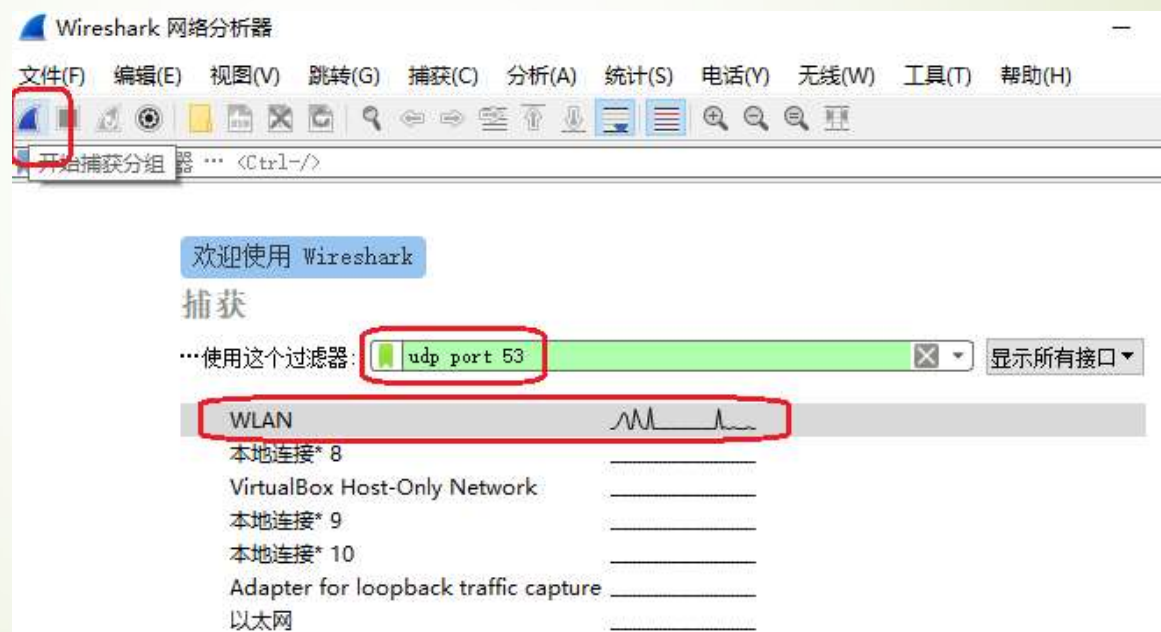 Wireshark 网络分析器
文件(F) 编辑(E) 视图(V) 跳转(G) 捕获(C) 分析(A) 统计(S) 电话(Y) 无线(W) 工具(T) 帮助(H)
开始捕获分组 器 … <Ctrl-/>
欢迎使用 Wireshark
捕获
…使用这个过滤器: udp port 53 显示所有接口
WLAN
本地连接* 8
VirtualBox Host-Only Network
本地连接* 9
本地连接* 10
Adapter for loopback traffic capture
以太网